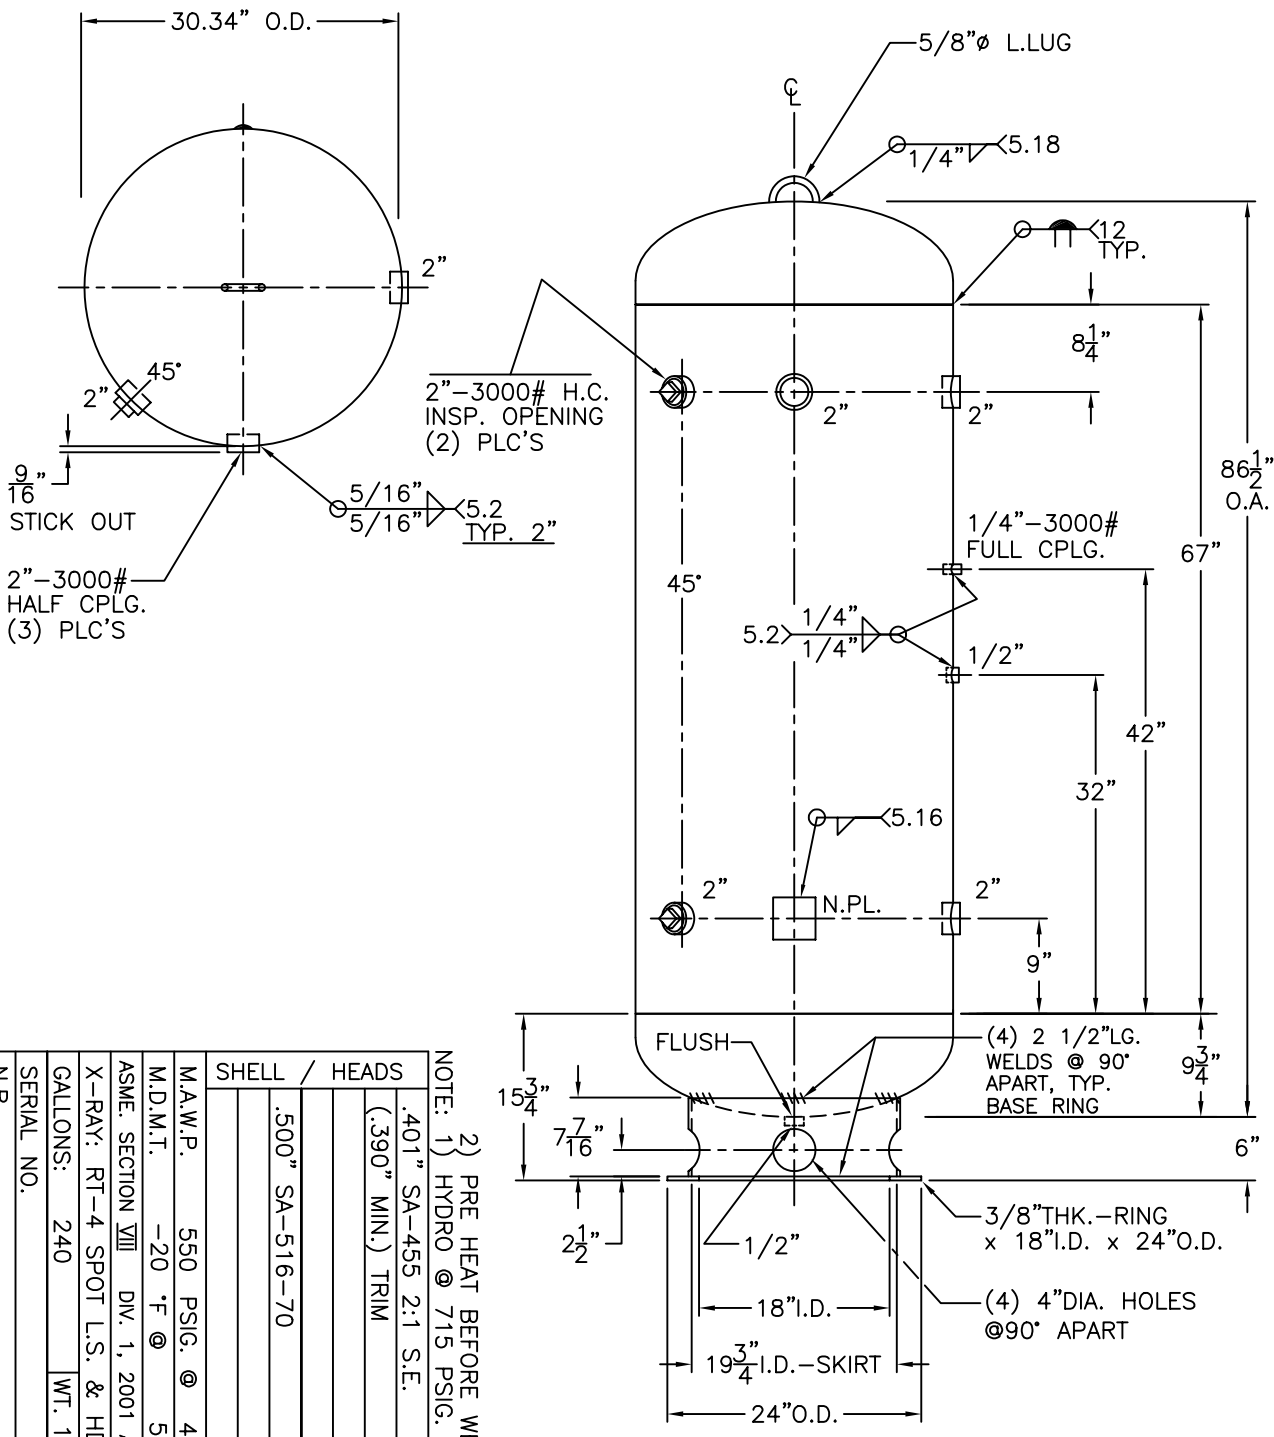 30.34" O.D.
5/8"ø L.LUG
℄
1/4"
5.18
12
TYP.
2"
8 1/4"
45°
2"
2"-3000# H.C.
INSP. OPENING
(2) PLC'S
2"
2"
86 1/2"
O.A.
9/16"
STICK OUT
5/16"
5/16"
5.2
TYP. 2"
1/4"-3000#
FULL CPLG.
67"
2"-3000#
HALF CPLG.
(3) PLC'S
45°
5.2
1/4"
1/4"
1/2"
42"
32"
5.16
2"
N.PL.
2"
9"
FLUSH
(4) 2 1/2"LG.
WELDS @ 90°
APART, TYP.
BASE RING
9 3/4"
15 3/4"
7 7/16"
6"
2 1/2"
1/2"
3/8"THK.-RING
x 18"I.D. x 24"O.D.
18"I.D.
(4) 4"DIA. HOLES
@90° APART
19 3/4" I.D.-SKIRT
24"O.D.
2) PRE HEAT BEFORE
NOTE: 1) HYDRO @ 715 PSIG.
.401" SA-455 2:1 S.E.
(.390" MIN.) TRIM
.500" SA-516-70
SHELL / HEADS
M.A.W.P. 550 PSIG. @
M.D.M.T. -20 °F @
ASME. SECTION VIII DIV. 1, 2001
X-RAY: RT-4 SPOT L.S. &
GALLONS: 240 WT.
SERIAL NO.